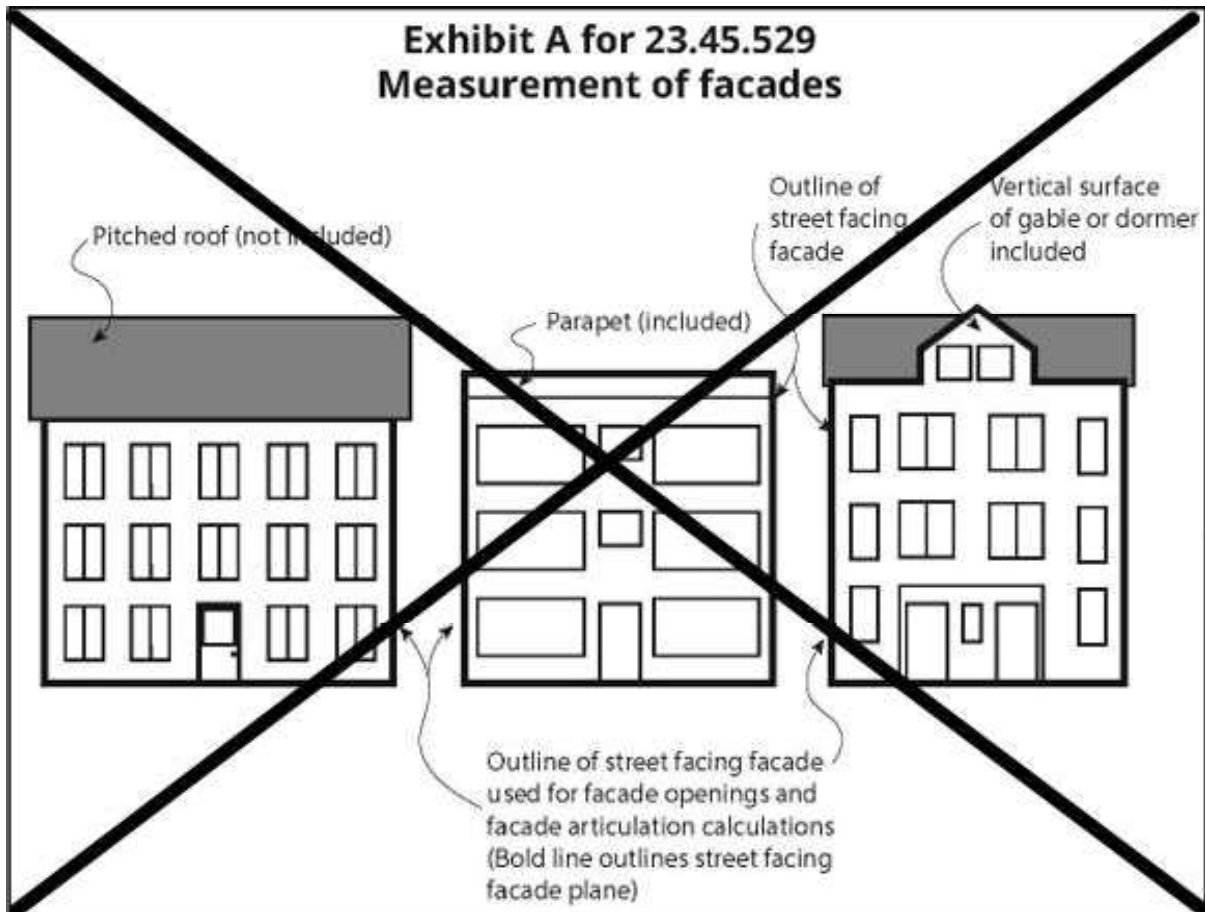 Exhibit A for 23.45.529
Measurement of facades
Outline of
street facing
facade
Vertical surface
of gable or dormer
included
Pitched roof (not included)
Parapet (included)
Outline of street facing facade
used for facade openings and
facade articulation calculations
(Bold line outlines street facing
facade plane)